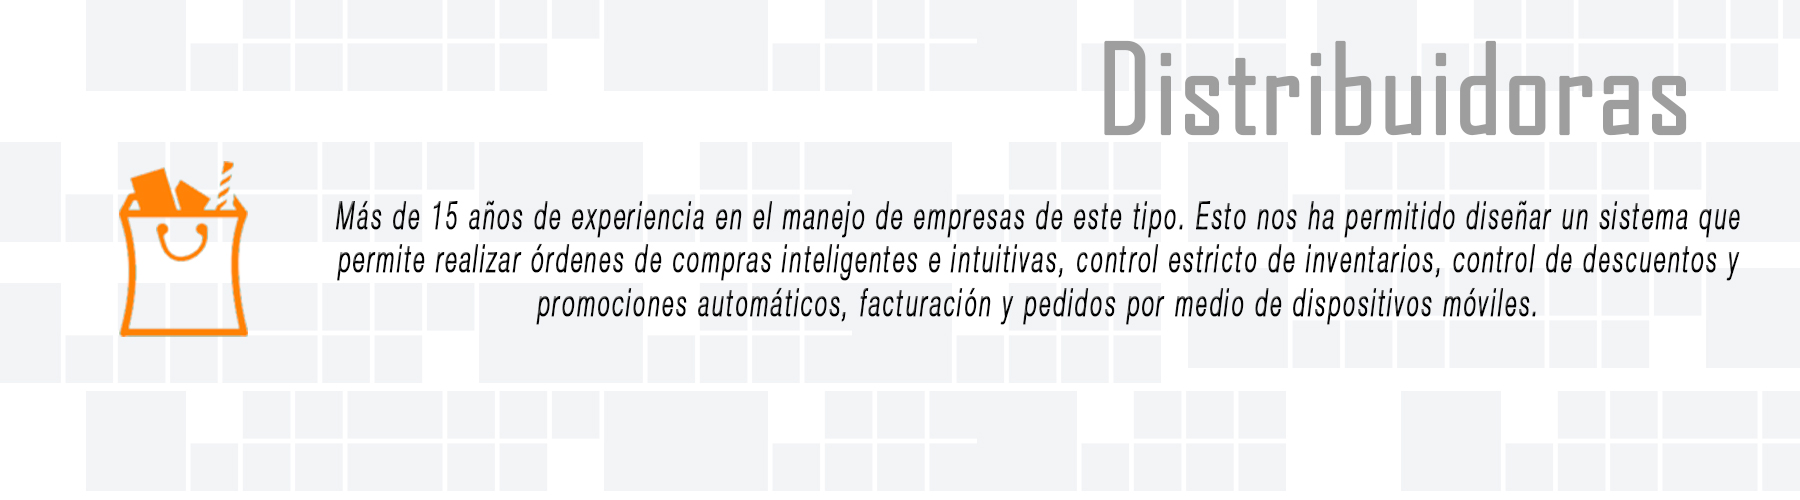 Distribuidoras
Más de 15 años de experiencia en el manejo de empresas de este tipo. Esto nos ha permitido diseñar un sistema que
permite realizar órdenes de compras inteligentes e intuitivas, control estricto de inventarios, control de descuentos y
promociones automáticos, facturación y pedidos por medio de dispositivos móviles.